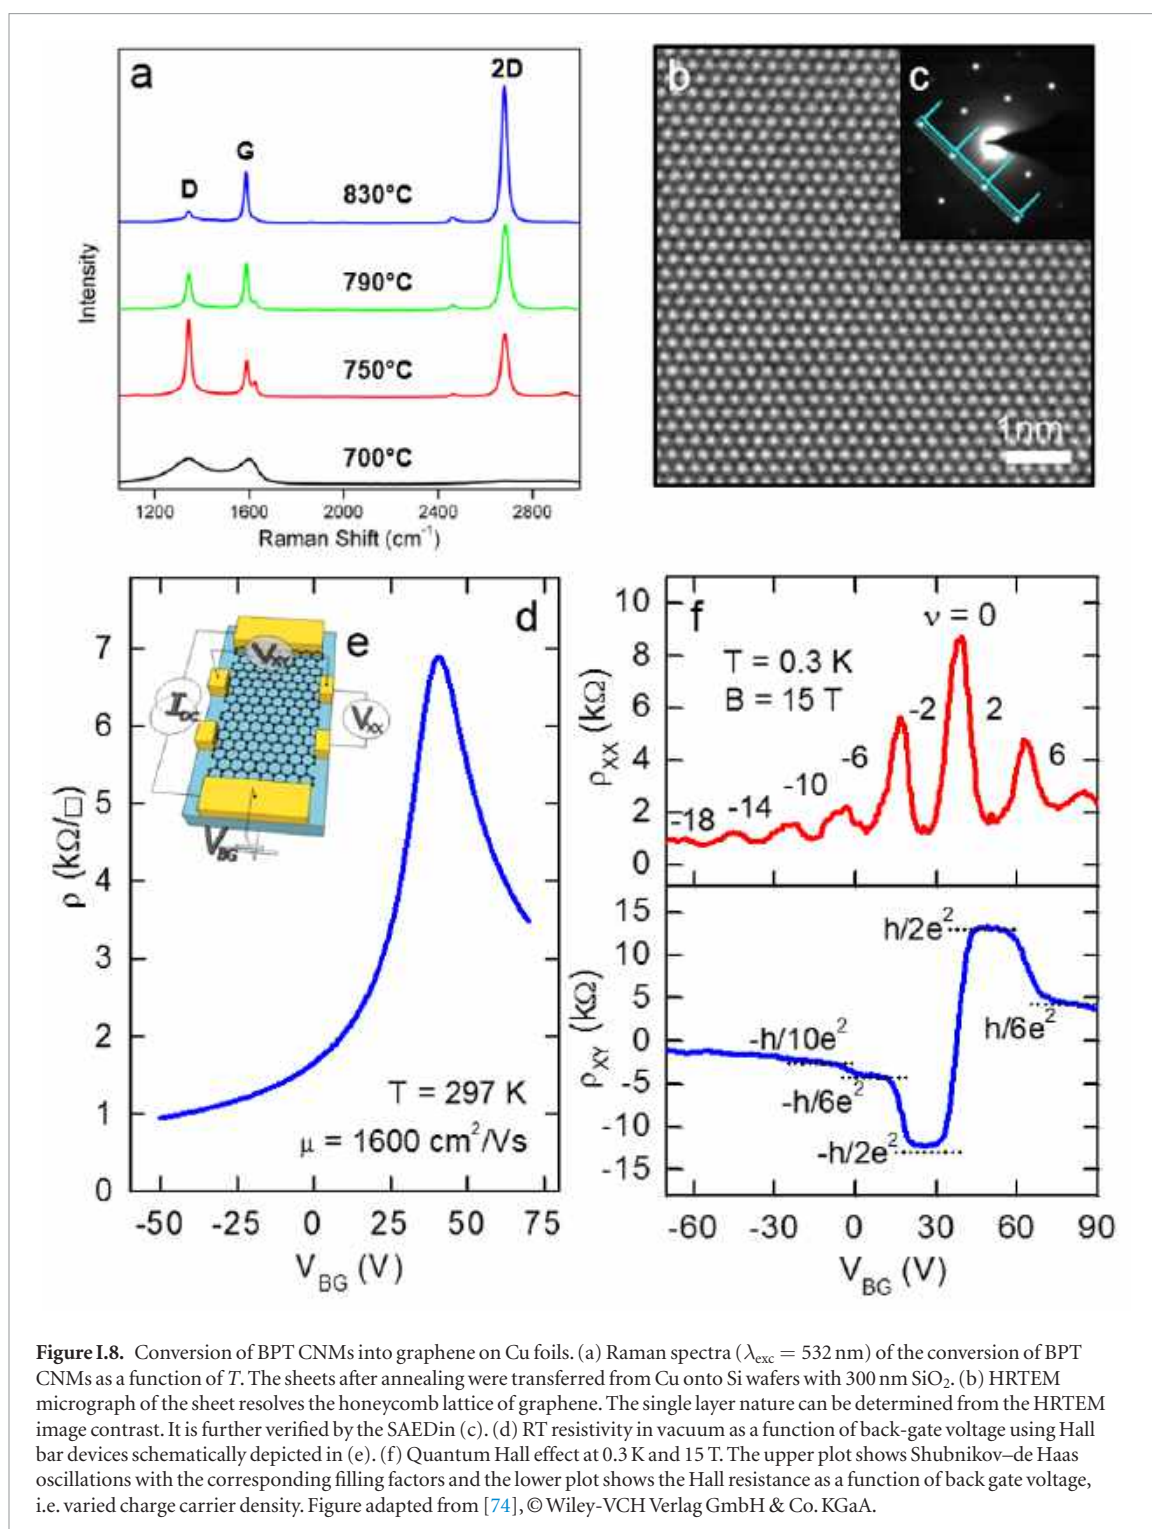 a
2D
G
D
830°C
790°C
750°C
700°C
Intensity
1200 1600 2000 2400 2800
Raman Shift (cm⁻¹)
b
c
1nm
d
e
V_XY
I_DC
V_XX
V_BG
7
6
5
4
3
2
1
0
ρ (kΩ/□)
T = 297 K
μ = 1600 cm²/Vs
-50 -25 0 25 50 75
V_BG (V)
f
ν = 0
T = 0.3 K
B = 15 T
-2 2
-6 6
-10
-14
-18
10
8
6
4
2
0
ρ_XX (kΩ)
15
10
5
0
-5
-10
-15
ρ_XY (kΩ)
h/2e²
h/6e²
-h/10e²
-h/6e²
-h/2e²
-60 -30 0 30 60 90
V_BG (V)
Figure I.8. Conversion of BPT CNMs into graphene on Cu foils. (a) Raman spectra (λ_exc = 532 nm) of the conversion of BPT
CNMs as a function of T. The sheets after annealing were transferred from Cu onto Si wafers with 300 nm SiO₂. (b) HRTEM
micrograph of the sheet resolves the honeycomb lattice of graphene. The single layer nature can be determined from the HRTEM
image contrast. It is further verified by the SAEDin (c). (d) RT resistivity in vacuum as a function of back-gate voltage using Hall
bar devices schematically depicted in (e). (f) Quantum Hall effect at 0.3 K and 15 T. The upper plot shows Shubnikov–de Haas
oscillations with the corresponding filling factors and the lower plot shows the Hall resistance as a function of back gate voltage,
i.e. varied charge carrier density. Figure adapted from [74], © Wiley-VCH Verlag GmbH & Co. KGaA.